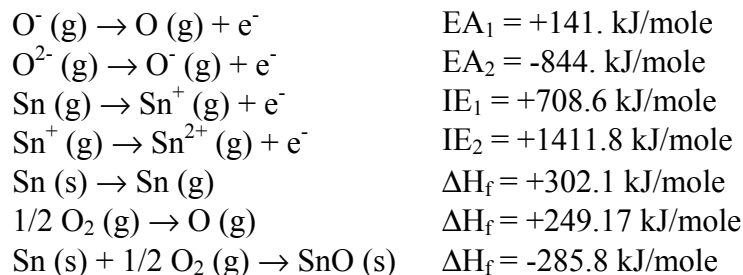 O⁻ (g) → O (g) + e⁻ EA₁ = +141. kJ/mole
O²⁻ (g) → O⁻ (g) + e⁻ EA₂ = -844. kJ/mole
Sn (g) → Sn⁺ (g) + e⁻ IE₁ = +708.6 kJ/mole
Sn⁺ (g) → Sn²⁺ (g) + e⁻ IE₂ = +1411.8 kJ/mole
Sn (s) → Sn (g) ΔH_f = +302.1 kJ/mole
1/2 O₂ (g) → O (g) ΔH_f = +249.17 kJ/mole
Sn (s) + 1/2 O₂ (g) → SnO (s) ΔH_f = -285.8 kJ/mole